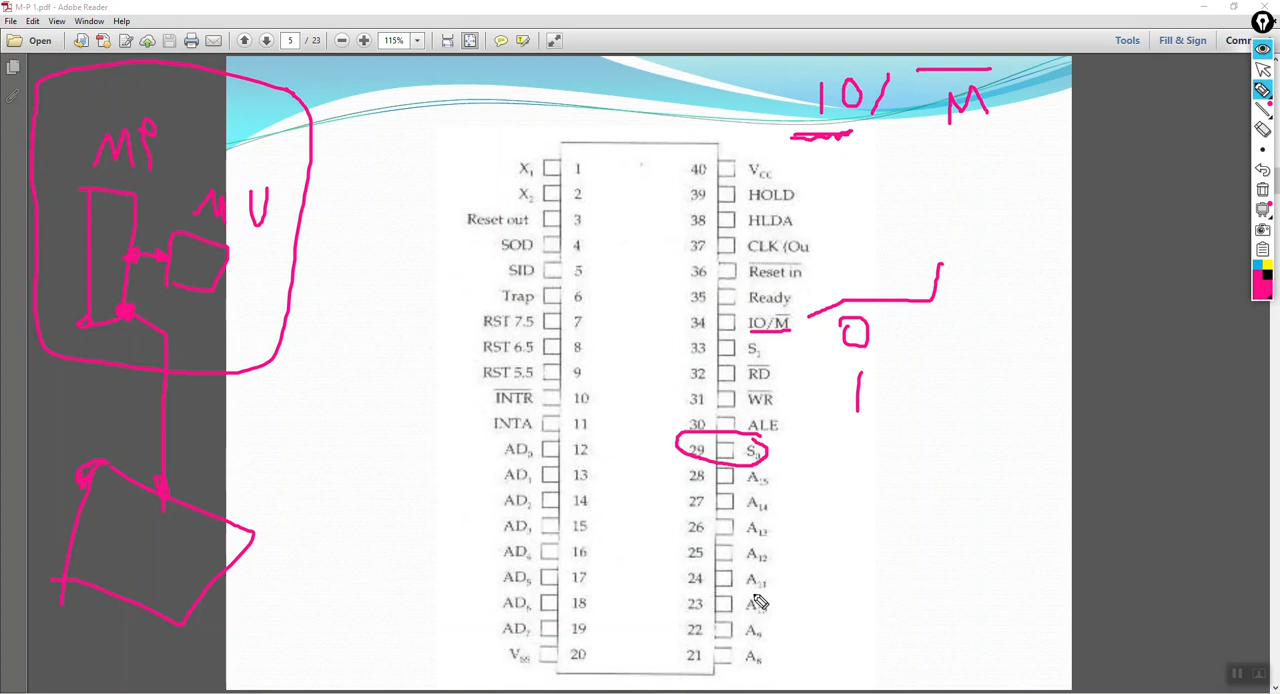 M-P 1.pdf - Adobe Reader
File Edit View Window Help
Open 5 / 23 115% Tools Fill & Sign Comm
10/ M
MP
M U
X1 1 40 Vcc
X2 2 39 HOLD
Reset out 3 38 HLDA
SOD 4 37 CLK (Ou
SID 5 36 Reset in
Trap 6 35 Ready
RST 7.5 7 34 IO/M
0
RST 6.5 8 33 S1
RST 5.5 9 32 RD
1
INTR 10 31 WR
INTA 11 30 ALE
AD0 12 29 S0
AD1 13 28 A15
AD2 14 27 A14
AD3 15 26 A13
AD4 16 25 A12
AD5 17 24 A11
AD6 18 23
AD7 19 22 A9
VSS 20 21 A8